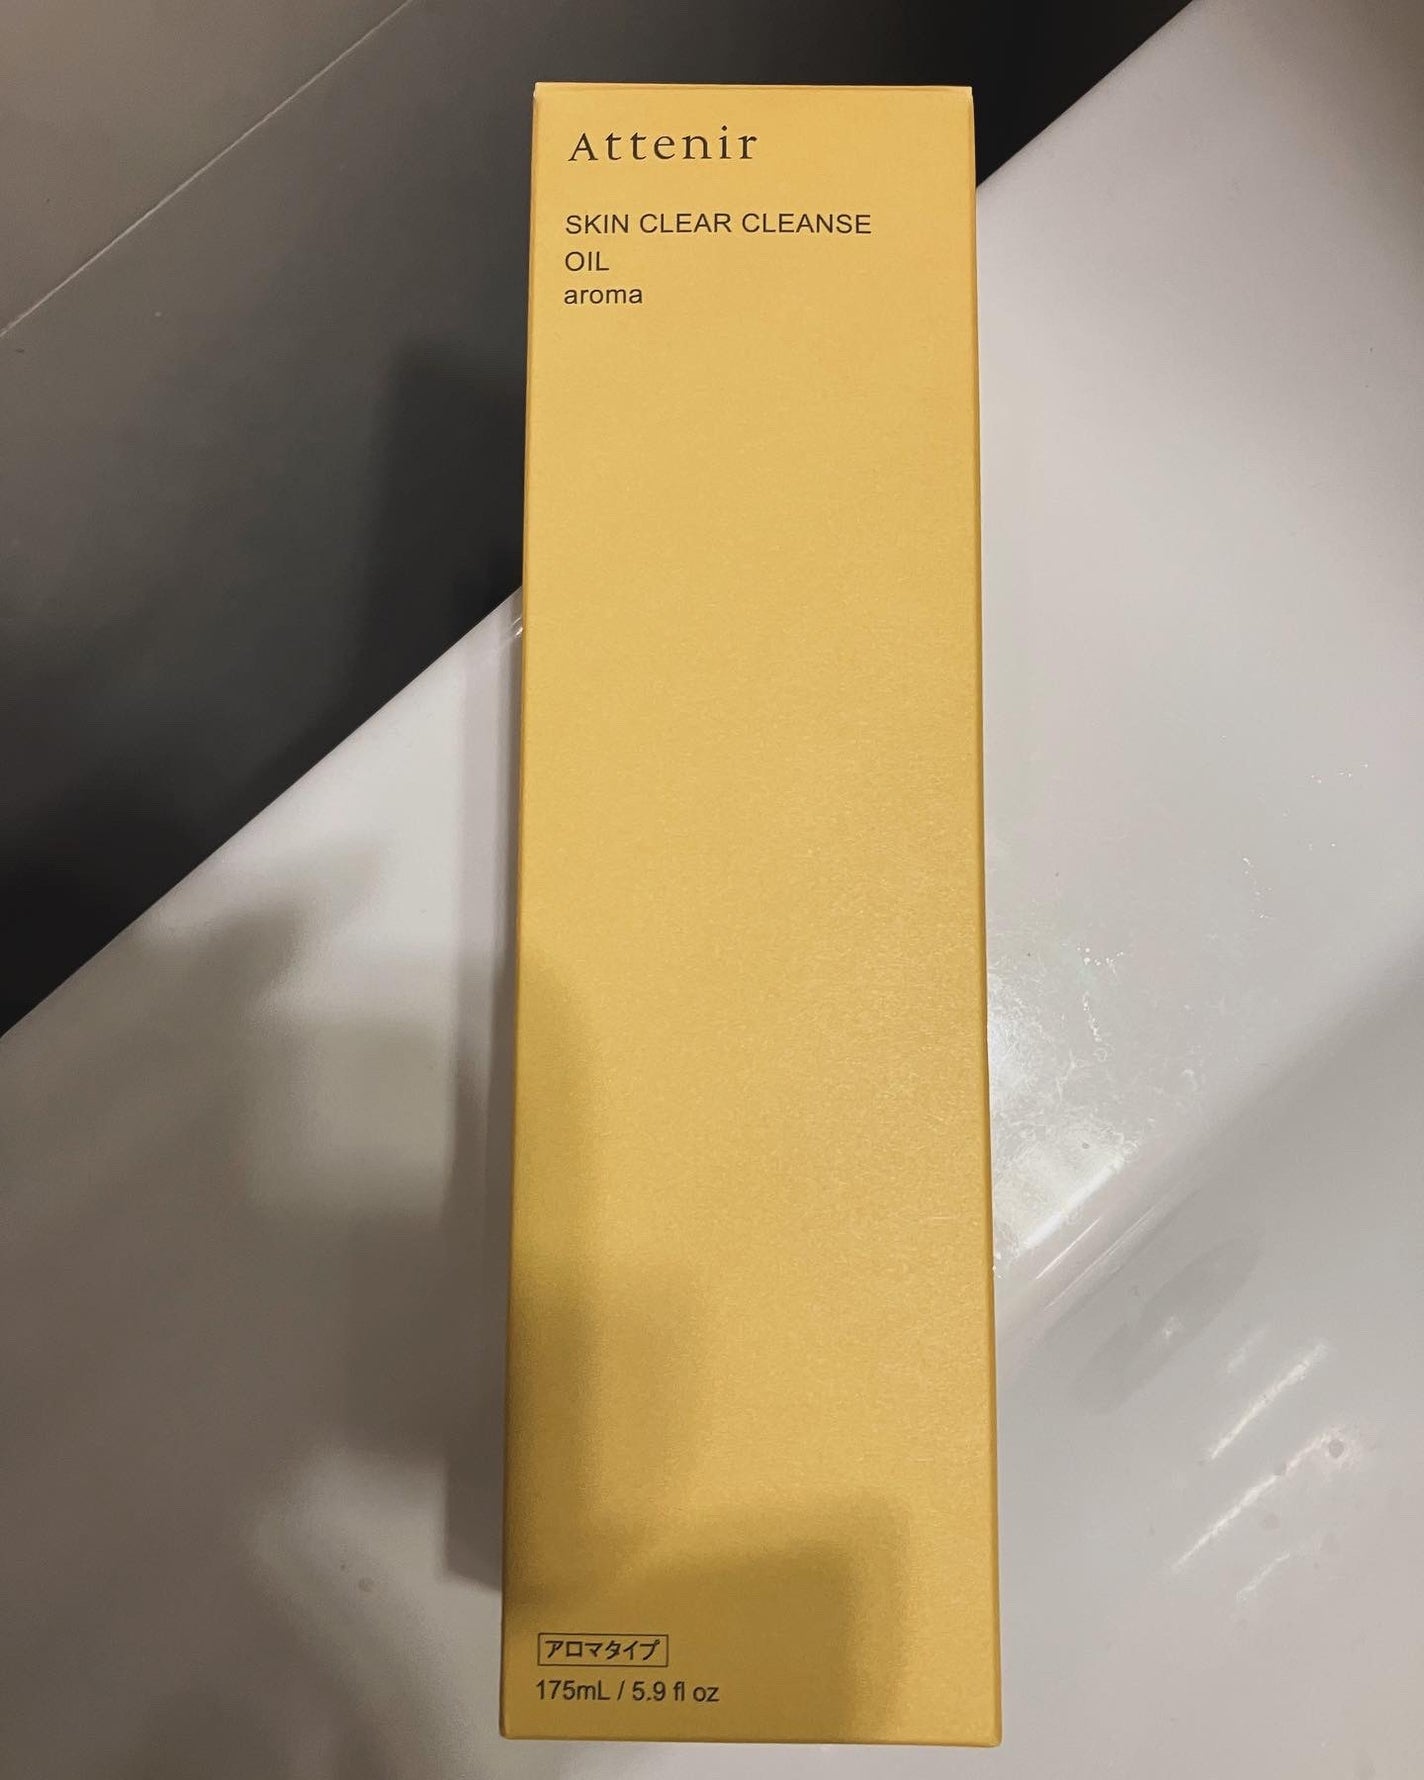 Attenir
SKIN CLEAR CLEANSE
OIL
aroma
アロマタイプ
175mL / 5.9 fl oz